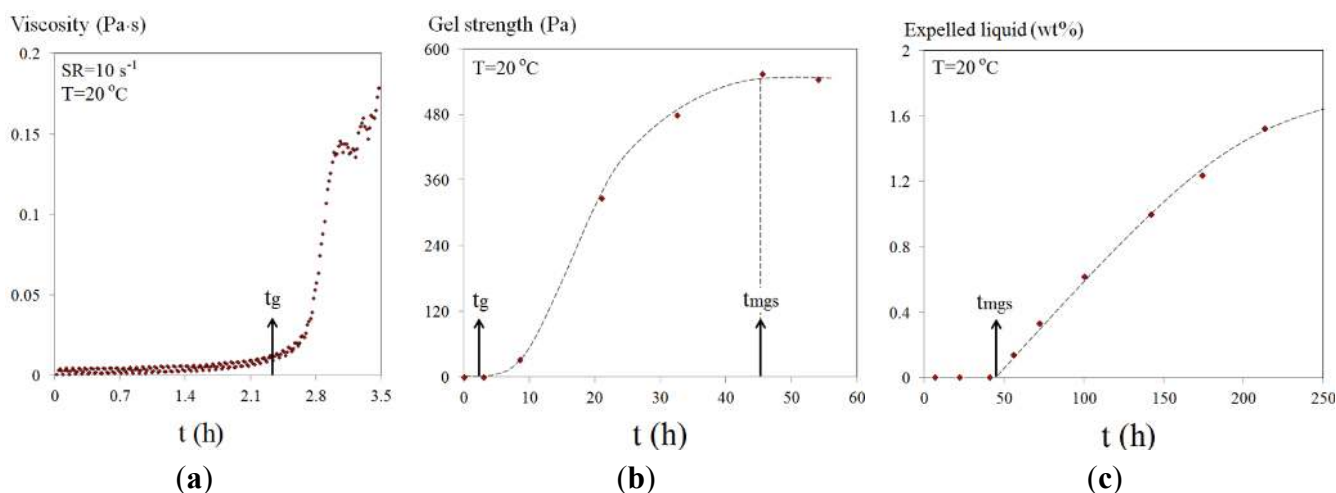 Viscosity (Pa·s)
SR=10 s⁻¹
T=20 °C
0.2
0.15
0.1
0.05
0
tg
0
0.7
1.4
2.1
2.8
3.5
t (h)
(a)
Gel strength (Pa)
T=20 °C
600
480
360
240
120
0
tg
tmgs
0
20
40
60
t (h)
(b)
Expelled liquid (wt%)
T=20 °C
2
1.6
1.2
0.8
0.4
0
tmgs
0
50
100
150
200
250
t (h)
(c)